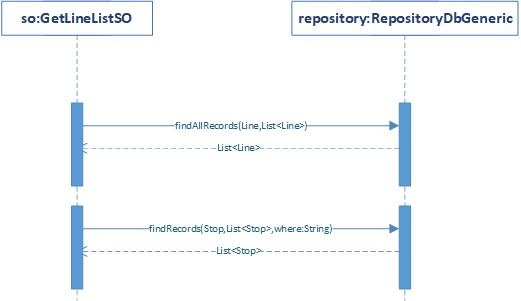 so:GetLineListSO
repository:RepositoryDbGeneric
findAllRecords(Line,List<Line>)
List<Line>
findRecords(Stop,List<Stop>,where:String)
List<Stop>